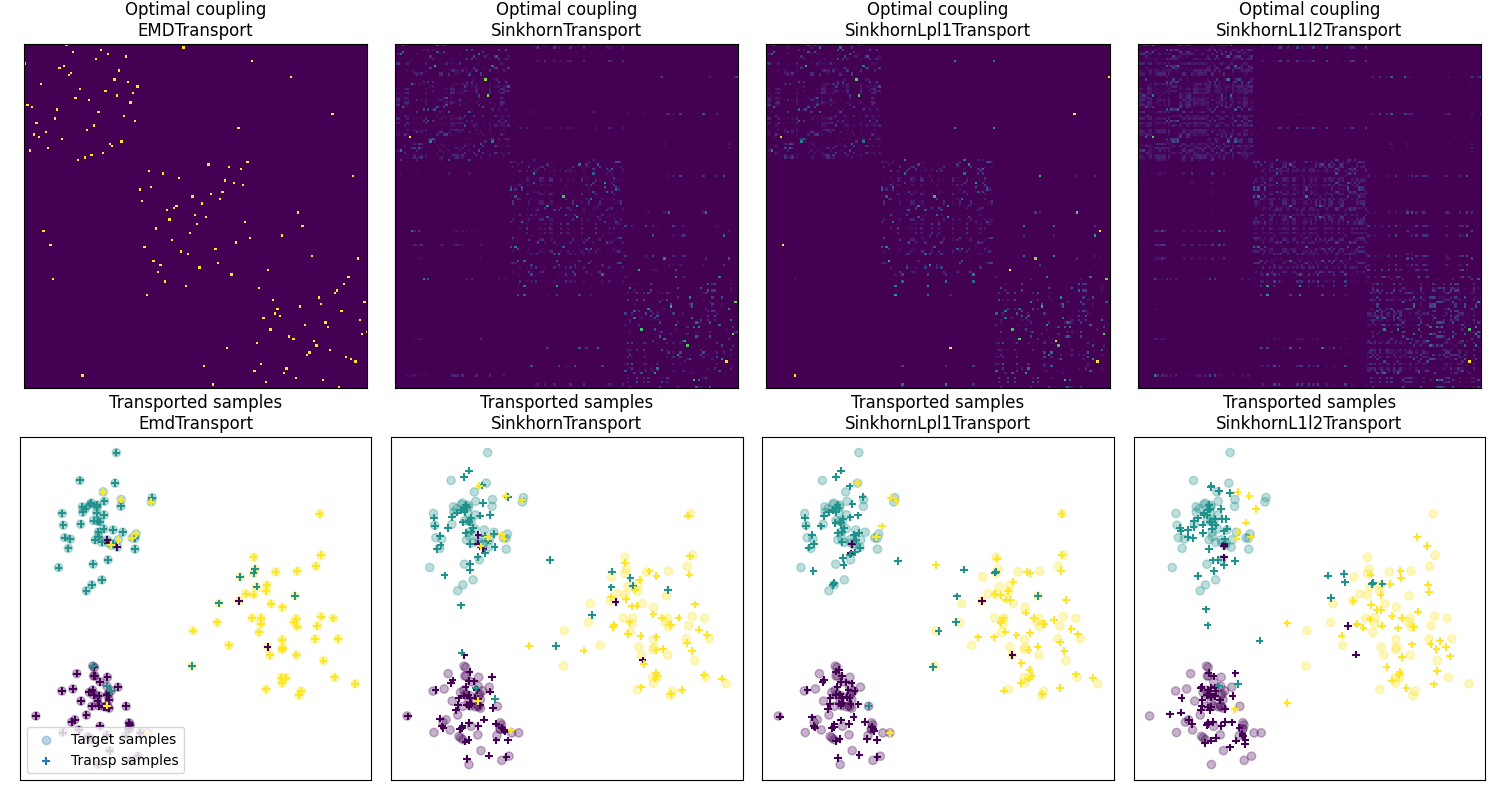 Optimal coupling
EMDTransport
Optimal coupling
SinkhornTransport
Optimal coupling
SinkhornLpl1Transport
Optimal coupling
SinkhornL1l2Transport
Transported samples
EmdTransport
Transported samples
SinkhornTransport
Transported samples
SinkhornLpl1Transport
Transported samples
SinkhornL1l2Transport
Target samples
Transp samples